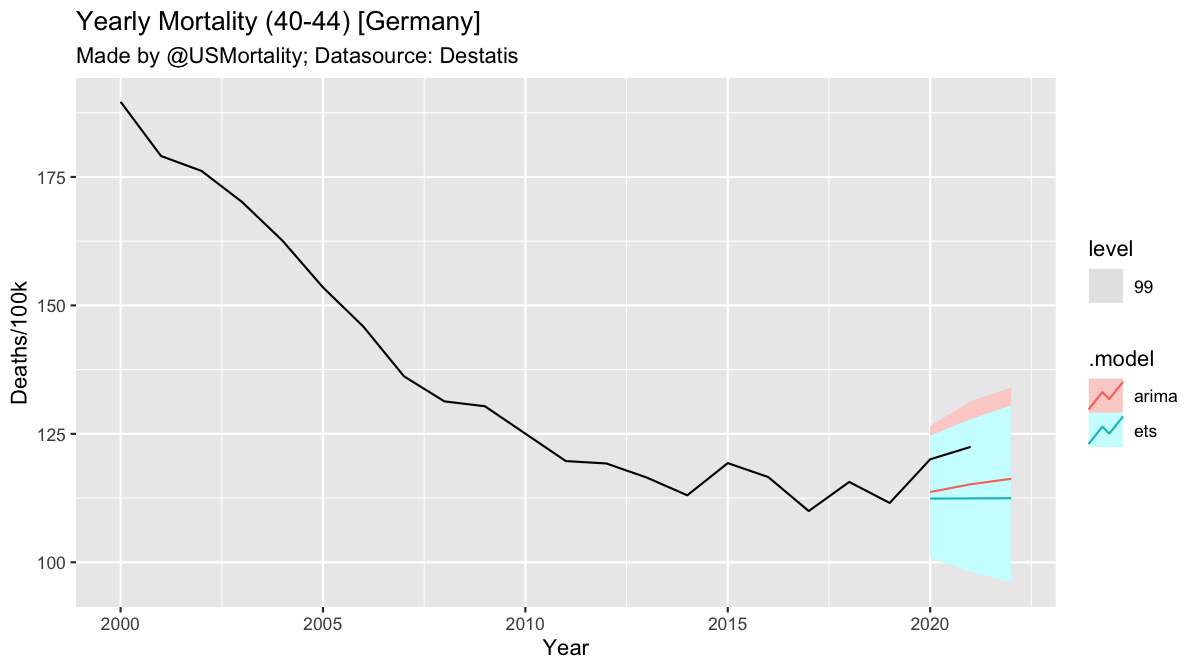 Yearly Mortality (40-44) [Germany]
Made by @USMortality; Datasource: Destatis
Deaths/100k
175
150
125
100
2000 2005 2010 2015 2020
Year
level
99
.model
arima
ets